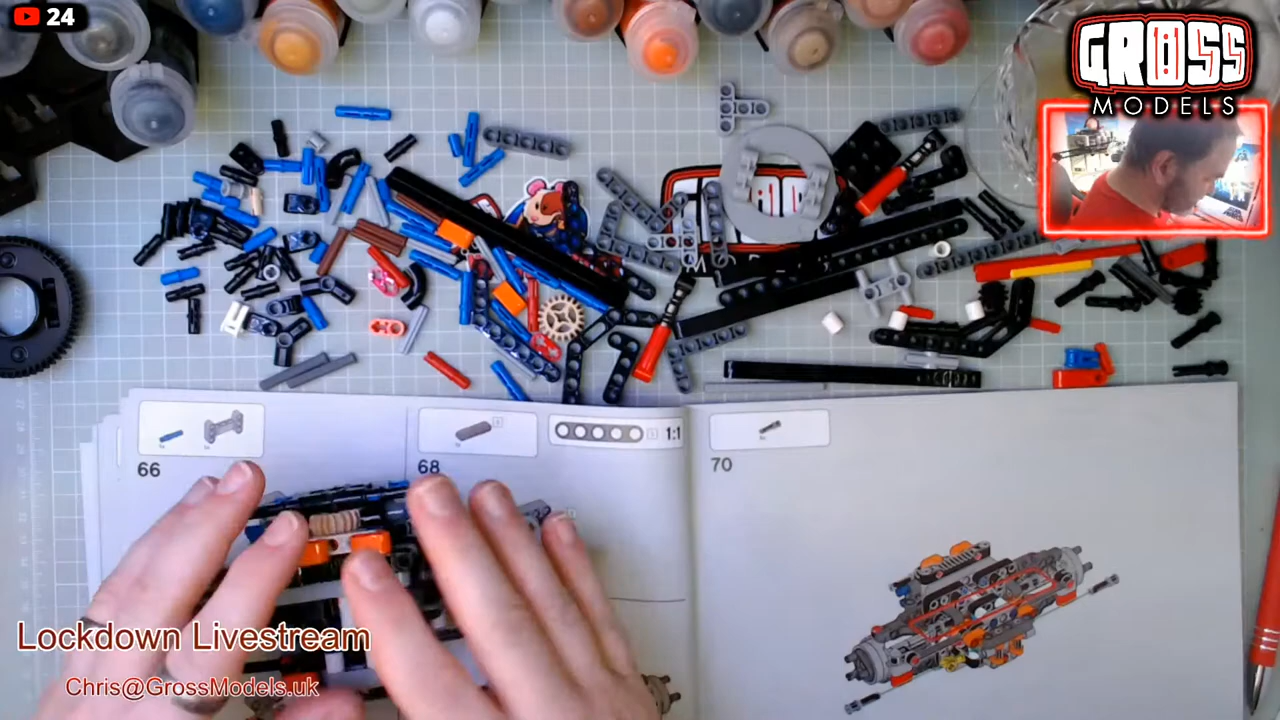 24
GROSS
MODELS
66
68
1:1
70
Lockdown Livestream
Chris@GrossModels.uk